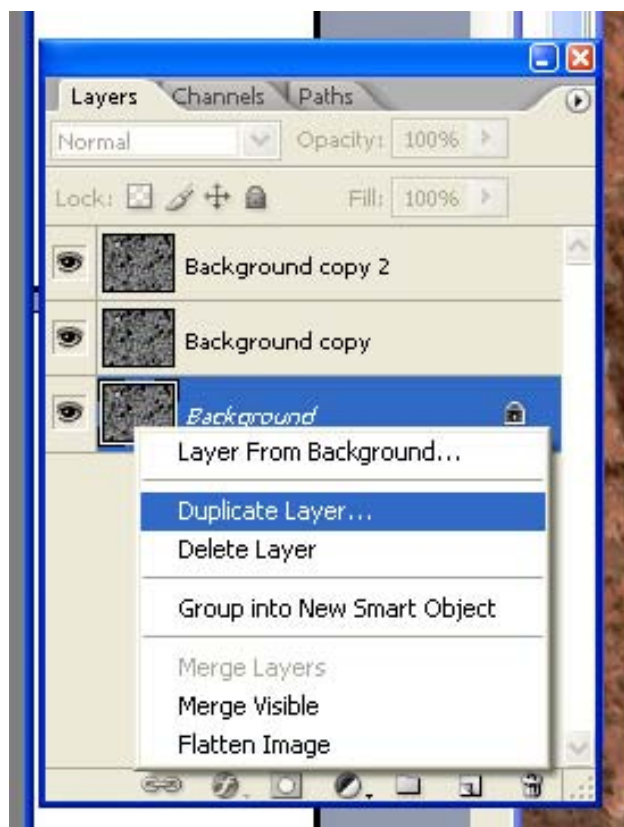 Layers Channels Paths
Normal Opacity: 100%
Lock: Fill: 100%
Background copy 2
Background copy
Background
Layer From Background...
Duplicate Layer...
Delete Layer
Group into New Smart Object
Merge Layers
Merge Visible
Flatten Image